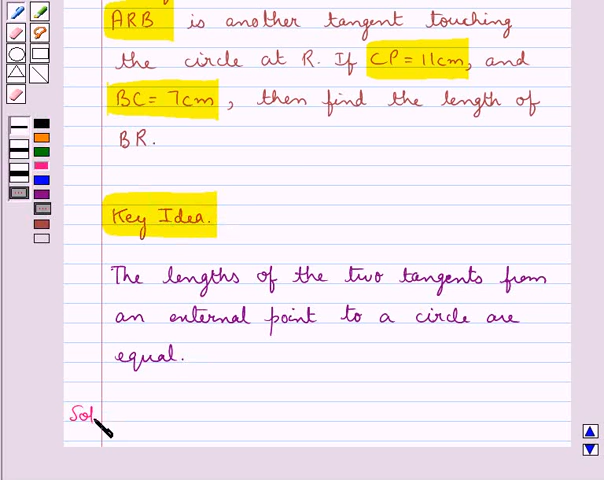 ARB is another tangent touching
the circle at R. If CP = 11cm, and
BC = 7cm, then find the length of
BR.
Key Idea.
The lengths of the two tangents from
an external point to a circle are
equal.
Sol